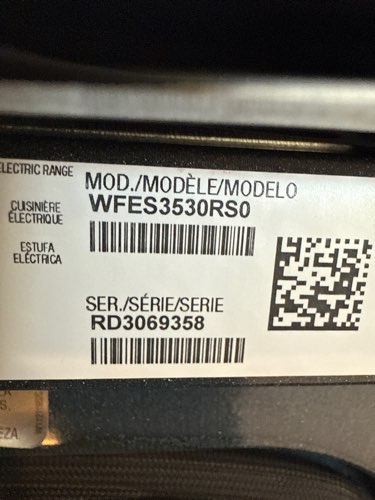 ELECTRIC RANGE
CUISINIÈRE
ÉLECTRIQUE
ESTUFA
ELÉCTRICA
MOD./MODÈLE/MODELO
WFES3530RS0
SER./SÉRIE/SERIE
RD3069358